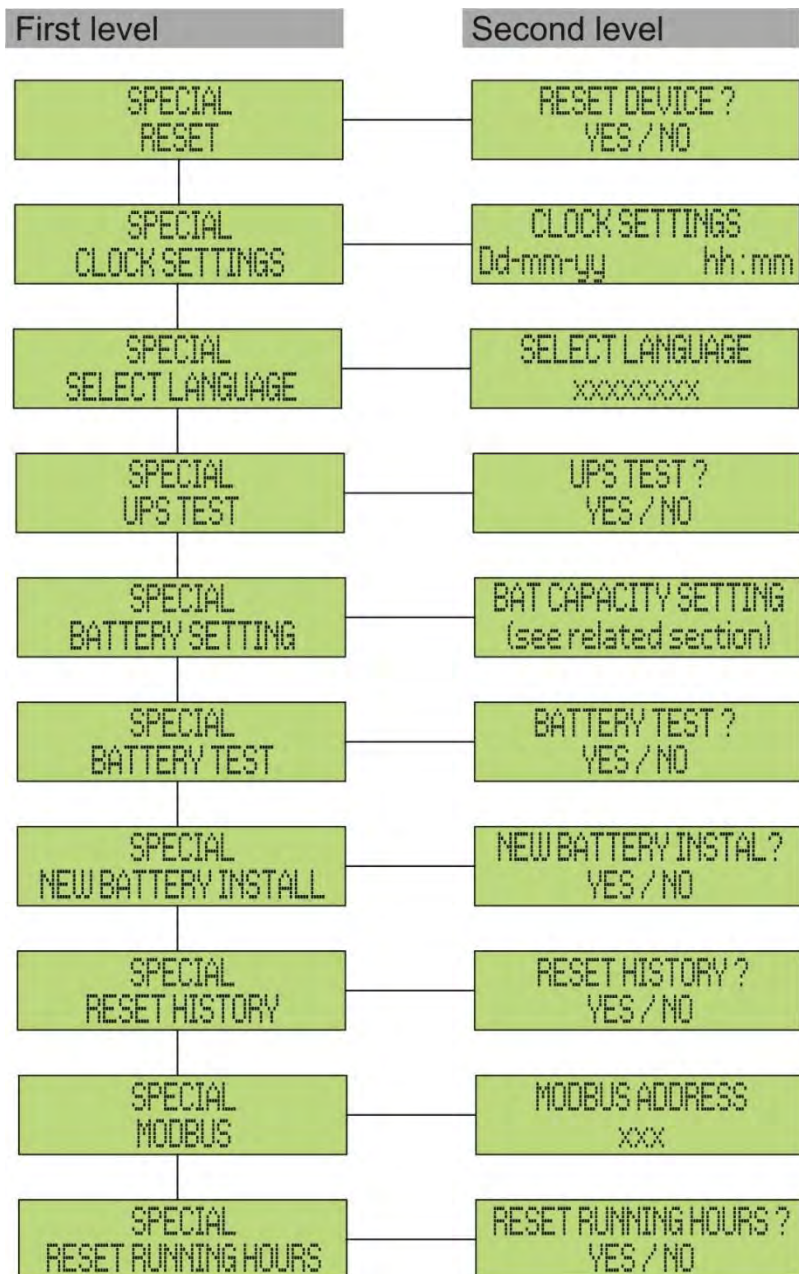 First level
Second level
SPECIAL
RESET
RESET DEVICE ?
YES / NO
SPECIAL
CLOCK SETTINGS
CLOCK SETTINGS
Dd-mm-yy hh:mm
SPECIAL
SELECT LANGUAGE
SELECT LANGUAGE
xxxxxxxx
SPECIAL
UPS TEST
UPS TEST ?
YES / NO
SPECIAL
BATTERY SETTING
BAT CAPACITY SETTING
(see related section)
SPECIAL
BATTERY TEST
BATTERY TEST ?
YES / NO
SPECIAL
NEW BATTERY INSTALL
NEW BATTERY INSTAL ?
YES / NO
SPECIAL
RESET HISTORY
RESET HISTORY ?
YES / NO
SPECIAL
MODBUS
MODBUS ADDRESS
xxx
SPECIAL
RESET RUNNING HOURS
RESET RUNNING HOURS ?
YES / NO